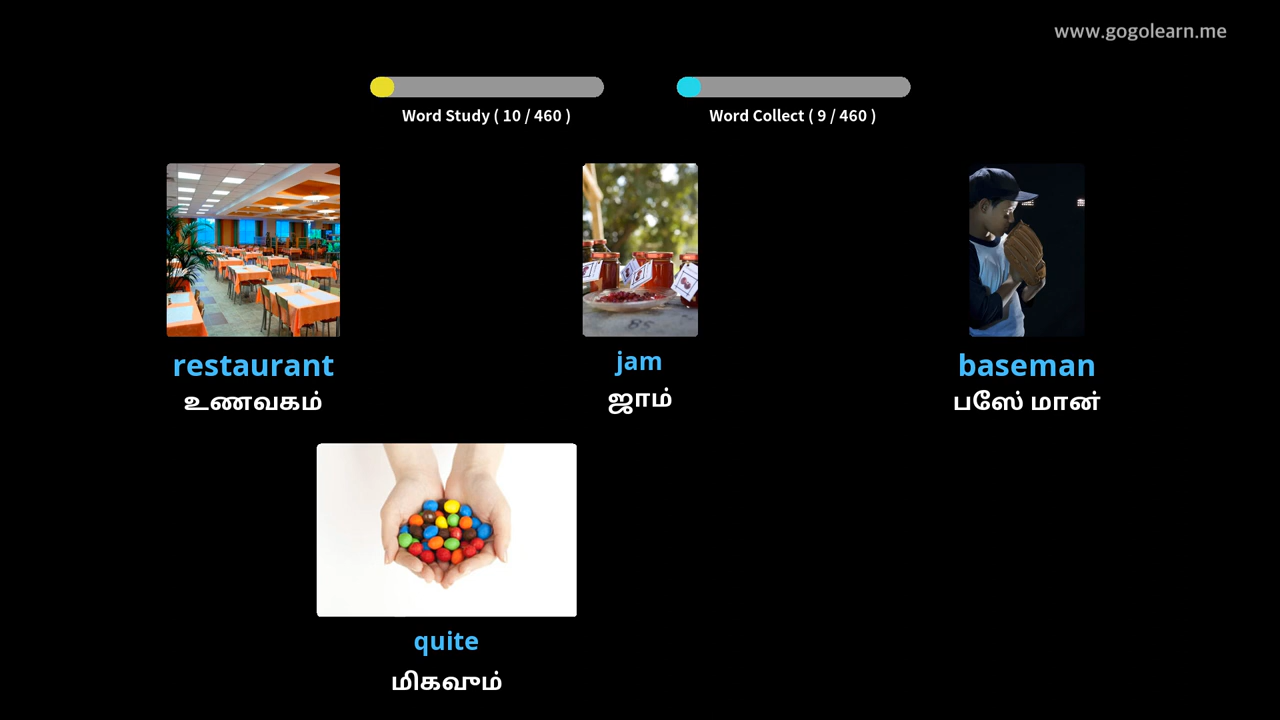 www.gogolearn.me
Word Study ( 10 / 460 )
Word Collect ( 9 / 460 )
restaurant
உணவகம்
jam
ஜாம்
baseman
பஸே மான்
quite
மிகவும்